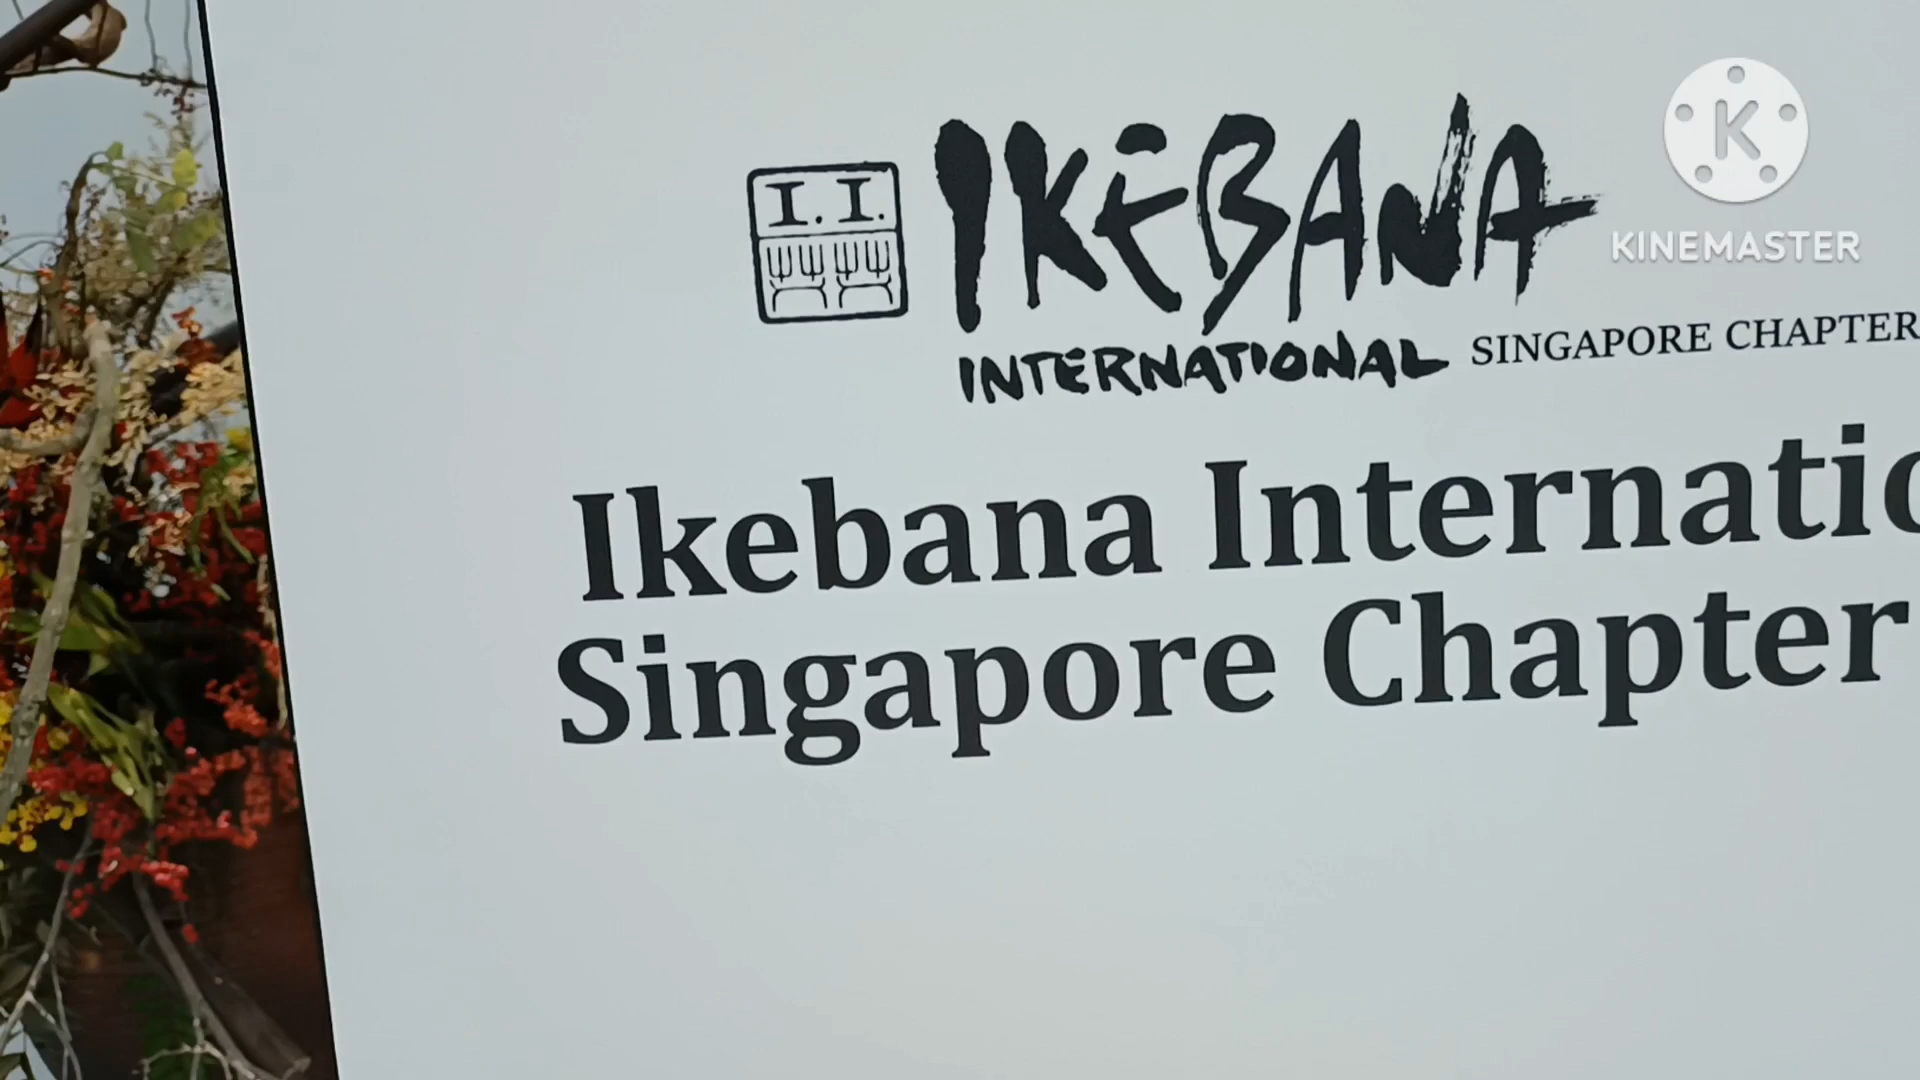 I. I.
IKEBANA
INTERNATIONAL SINGAPORE CHAPTER
Ikebana Internatio
Singapore Chapter
K
KINEMASTER